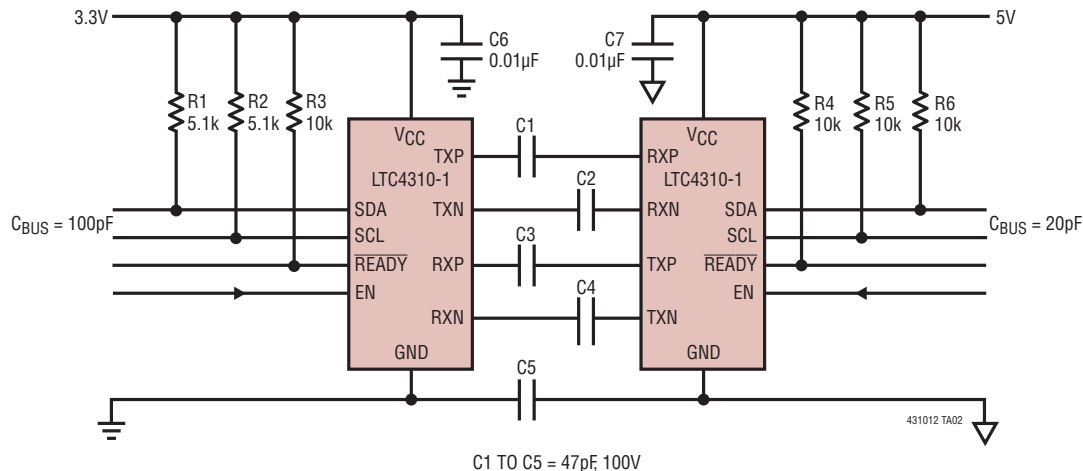 3.3V
5V
C6
0.01µF
C7
0.01µF
R1
5.1k
R2
5.1k
R3
10k
R4
10k
R5
10k
R6
10k
VCC
TXP
LTC4310-1
SDA
TXN
SCL
READY
RXP
EN
RXN
GND
C1
C2
C3
C4
C5
VCC
RXP
LTC4310-1
RXN
SDA
SCL
TXP
READY
EN
TXN
GND
CBUS = 100pF
CBUS = 20pF
431012 TA02
C1 TO C5 = 47pF, 100V